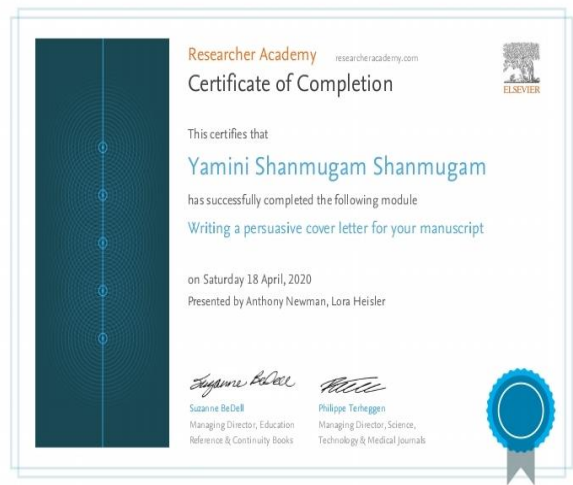 Researcher Academy researcheracademy.com
ELSEVIER
Certificate of Completion
This certifies that
Yamini Shanmugam Shanmugam
has successfully completed the following module
Writing a persuasive cover letter for your manuscript
on Saturday 18 April, 2020
Presented by Anthony Newman, Lora Heisler
Suzanne BeDell
Suzanne BeDell
Managing Director, Education
Reference & Continuity Books
Philippe Terheggen
Managing Director, Science,
Technology & Medical Journals